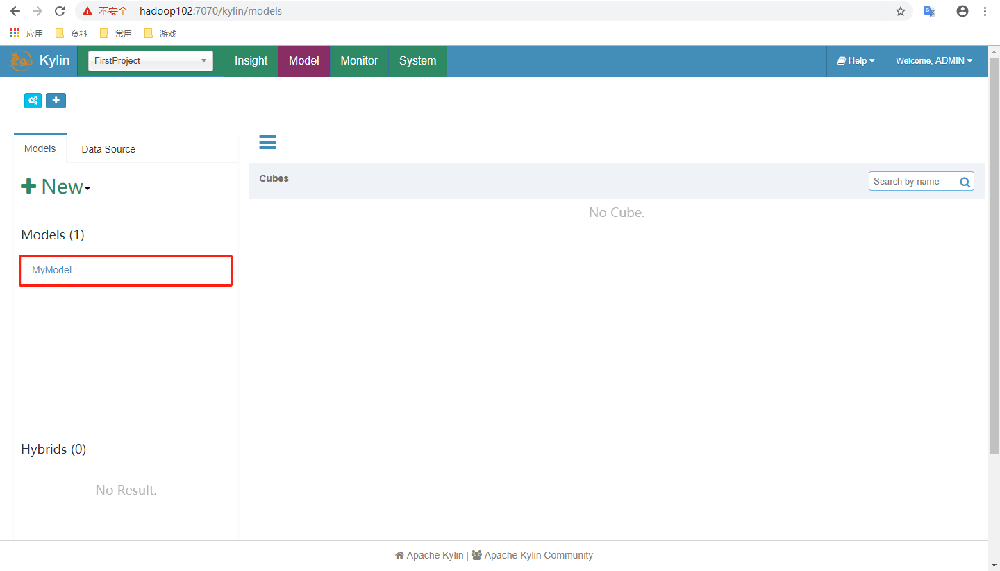 不安全 hadoop102:7070/kylin/models
应用 资料 常用 游戏
Kylin FirstProject Insight Model Monitor System Help Welcome, ADMIN
Models Data Source
New
Cubes Search by name
No Cube.
Models (1)
MyModel
Hybrids (0)
No Result.
Apache Kylin | Apache Kylin Community